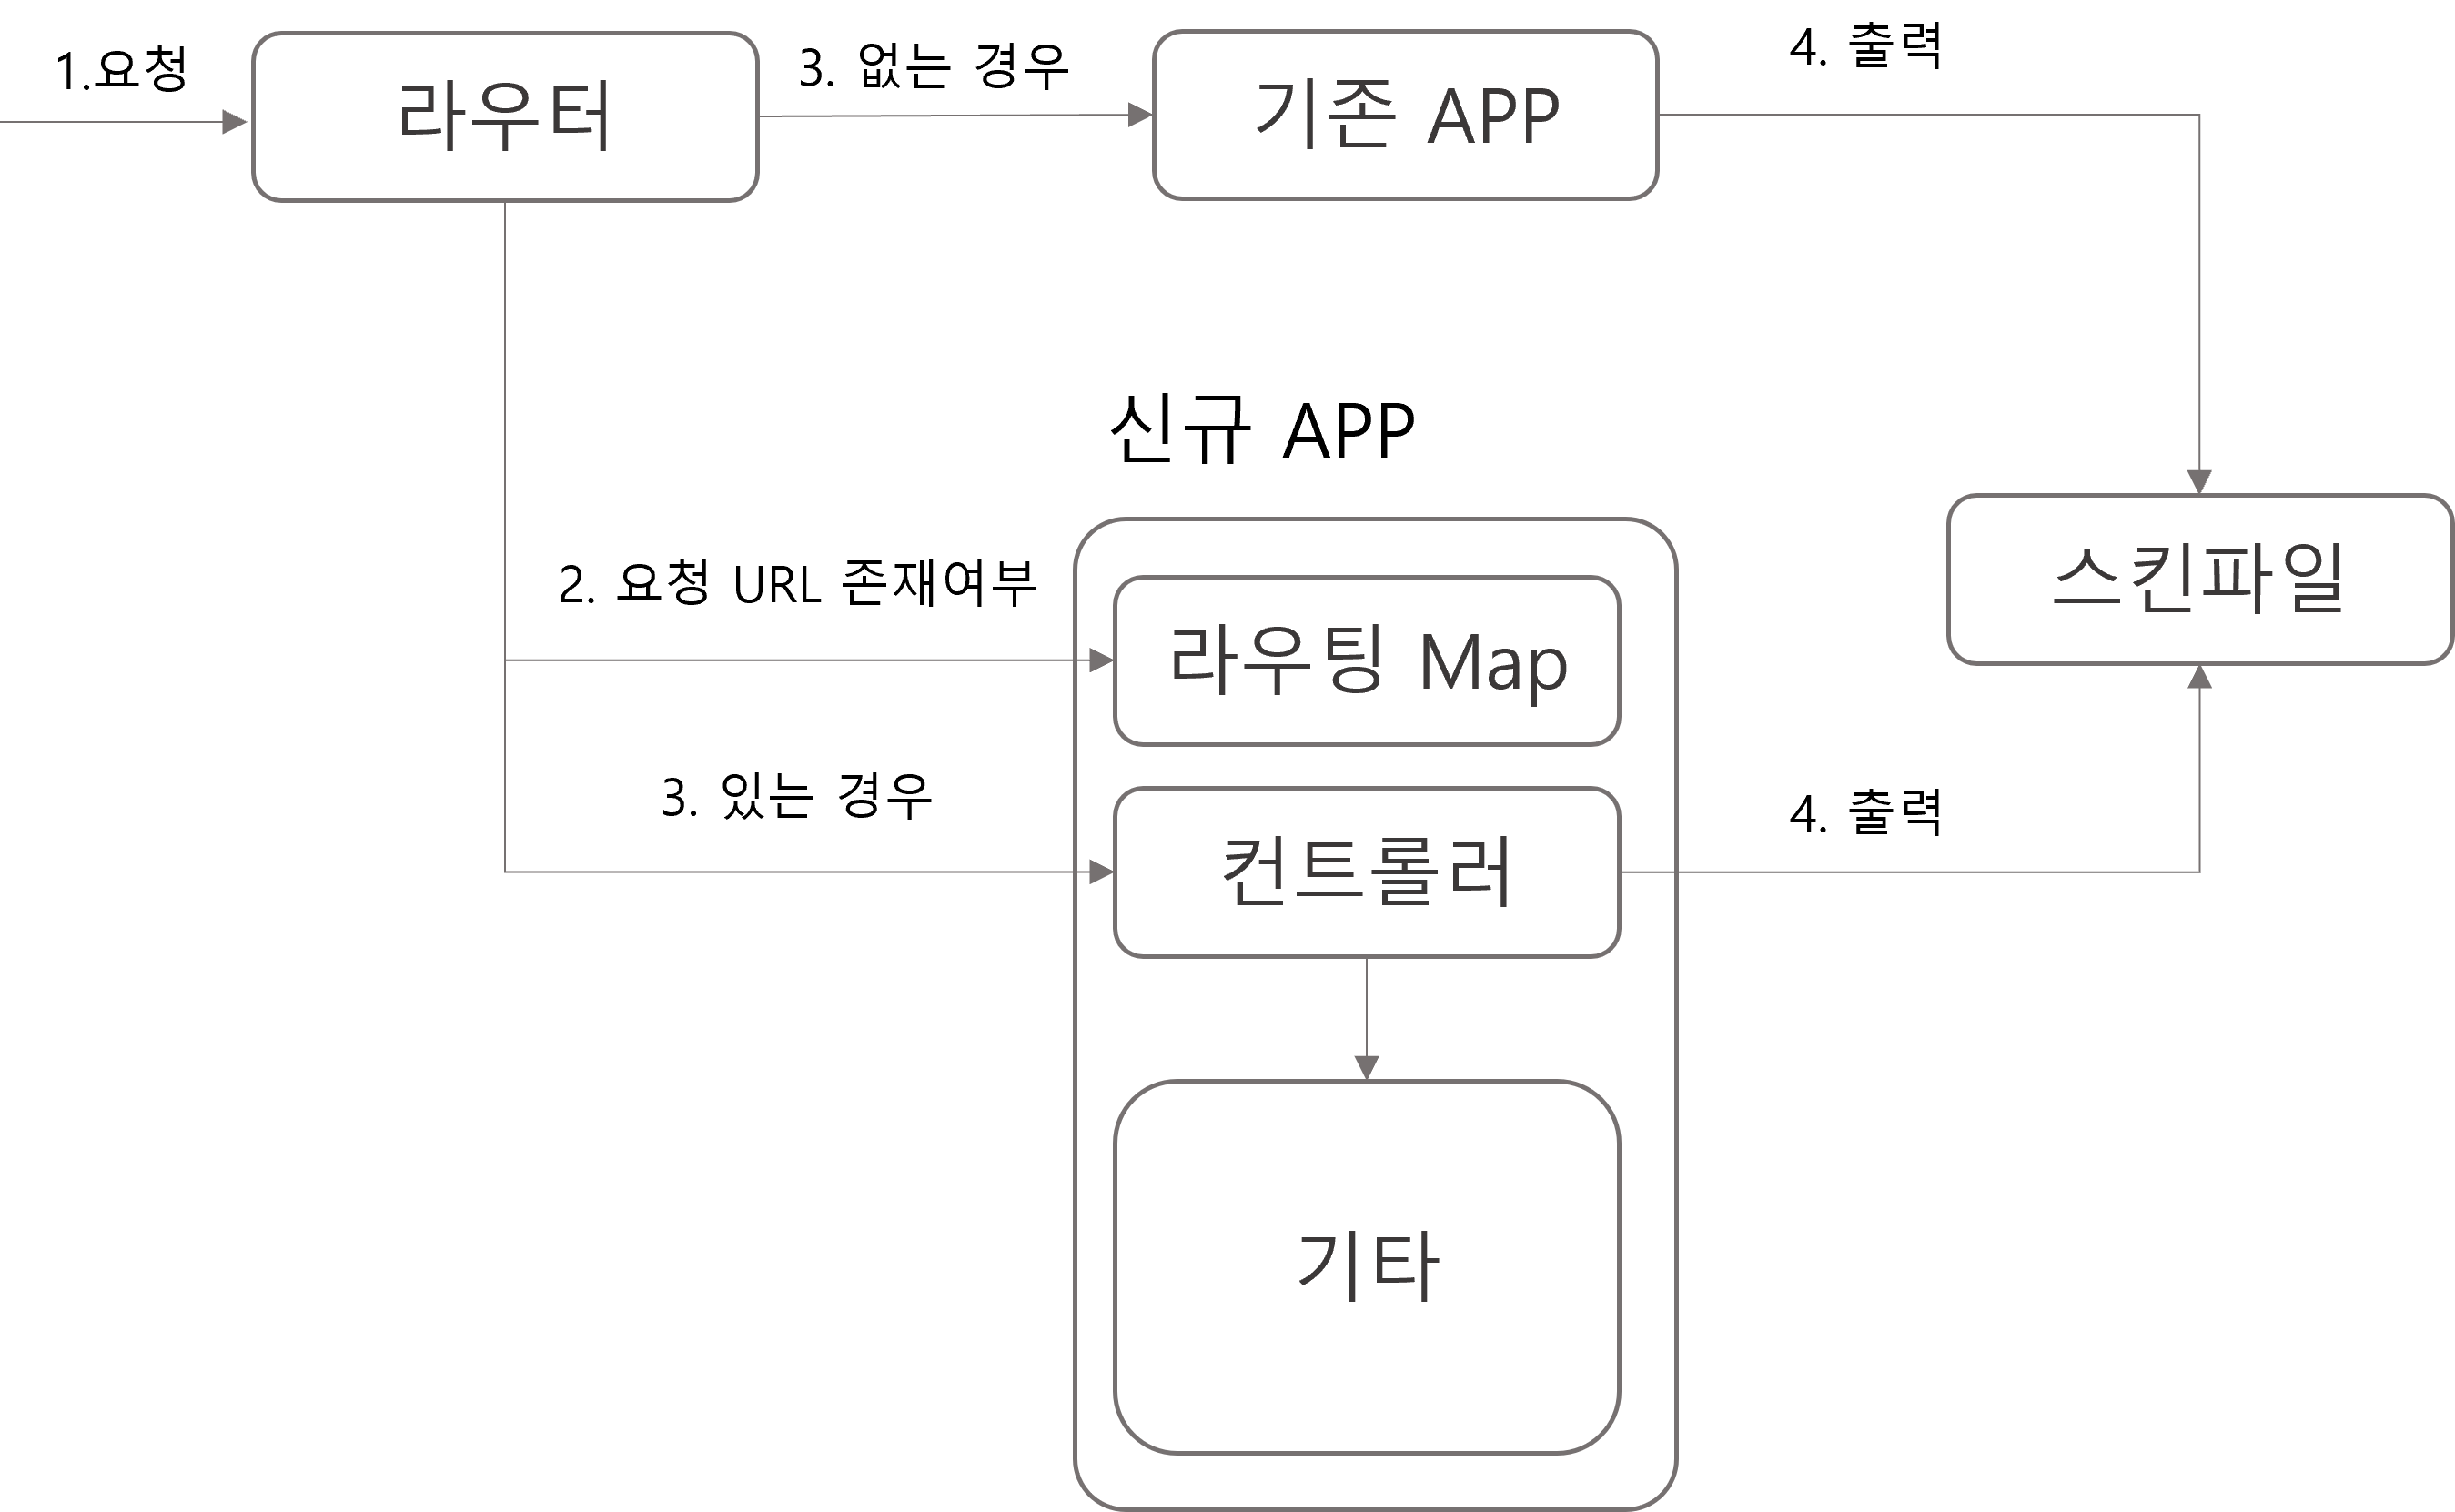 1.요청
라우터
3. 없는 경우
기존 APP
4. 출력
신규 APP
2. 요청 URL 존재여부
라우팅 Map
스킨파일
3. 있는 경우
컨트롤러
4. 출력
기타